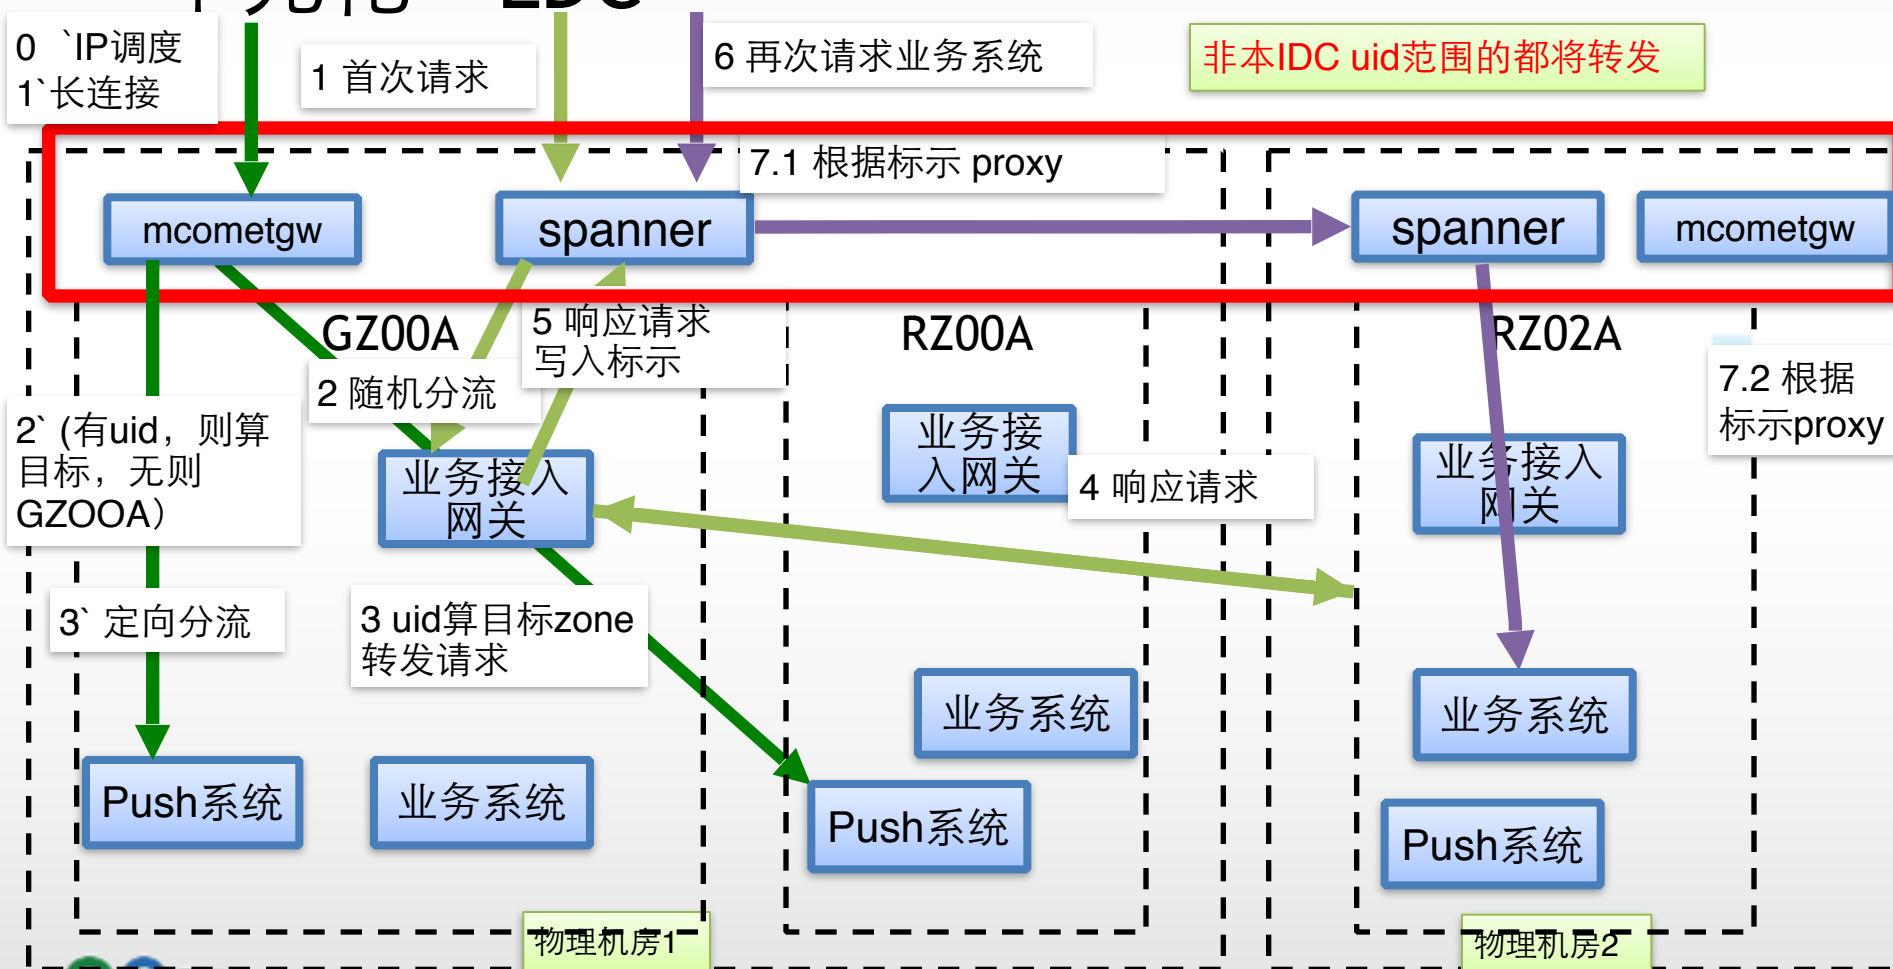 0 `IP调度
1`长连接
1 首次请求
6 再次请求业务系统
非本IDC uid范围的都将转发
7.1 根据标示 proxy
mcometgw
spanner
spanner
mcometgw
GZ00A
5 响应请求
写入标示
RZ00A
RZ02A
2 随机分流
7.2 根据
标示proxy
2` (有uid，则算
目标，无则
GZOOA）
业务接
入网关
业务接入
网关
业务接入
网关
4 响应请求
3` 定向分流
3 uid算目标zone
转发请求
业务系统
业务系统
Push系统
业务系统
Push系统
Push系统
物理机房1
物理机房2